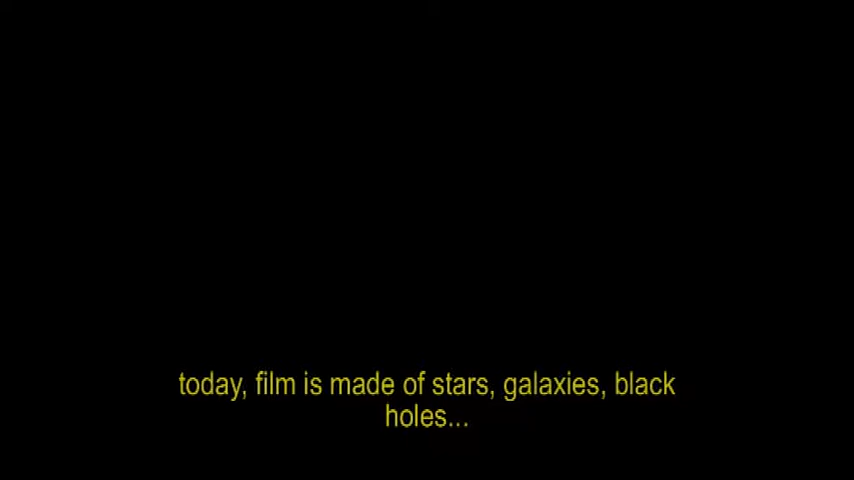 today, film is made of stars, galaxies, black
holes...